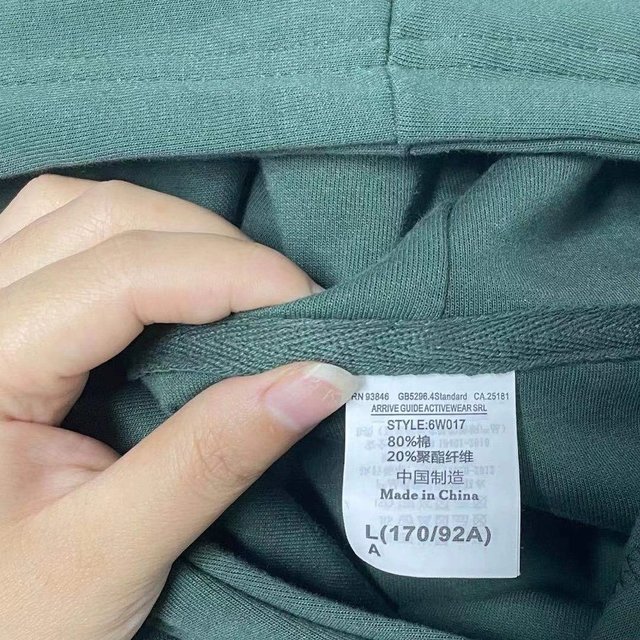 RN 93846 GB5296.4Standard CA.25181
ARRIVE GUIDE ACTIVEWEAR SRL
STYLE:6W017
80%棉
20%聚酯纤维
中国制造
Made in China
L(170/92A)
A